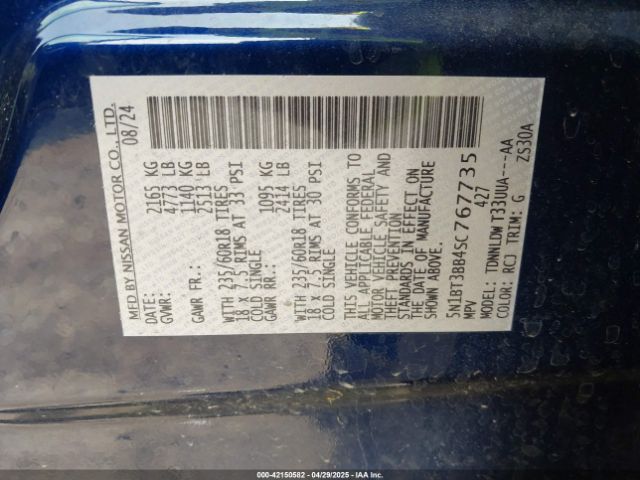 MFD BY NISSAN MOTOR CO., LTD.
DATE: 08/24
GVWR: 2165 KG
4773 LB
GAWR FR.: 1140 KG
2513 LB
WITH 235/60R18 TIRES
18 X 7.5 RIMS AT 33 PSI
COLD SINGLE
GAWR RR.: 1095 KG
2414 LB
WITH 235/60R18 TIRES
18 X 7.5 RIMS AT 30 PSI
COLD SINGLE
THIS VEHICLE CONFORMS TO
ALL APPLICABLE FEDERAL
MOTOR VEHICLE SAFETY AND
THEFT PREVENTION
STANDARDS IN EFFECT ON
THE DATE OF MANUFACTURE
SHOWN ABOVE.
5N1BT3BB4SC767735
MPV 427
MODEL: TDNNLDW T33UUA---AA
COLOR: RCJ TRIM: G ZS30A
000-42150582 04/29/2025 - IAA Inc.